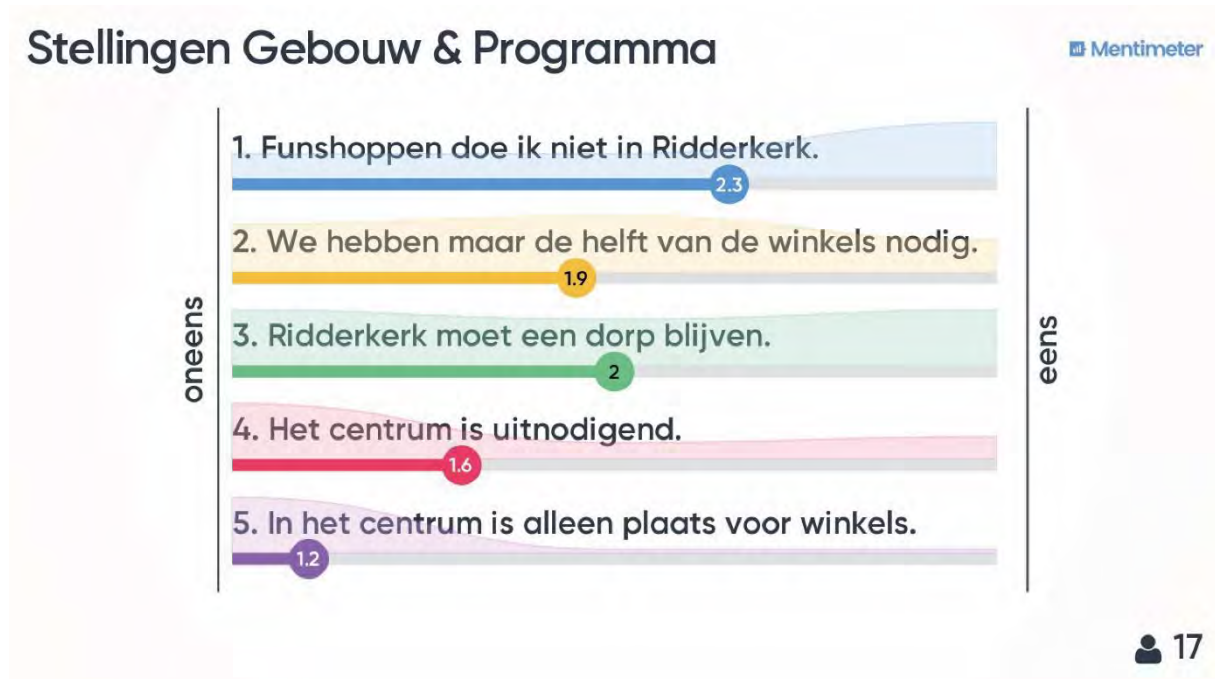 Stellingen Gebouw & Programma
Mentimeter
oneens
eens
1. Funshoppen doe ik niet in Ridderkerk.
2.3
2. We hebben maar de helft van de winkels nodig.
1.9
3. Ridderkerk moet een dorp blijven.
2
4. Het centrum is uitnodigend.
1.6
5. In het centrum is alleen plaats voor winkels.
1.2
17